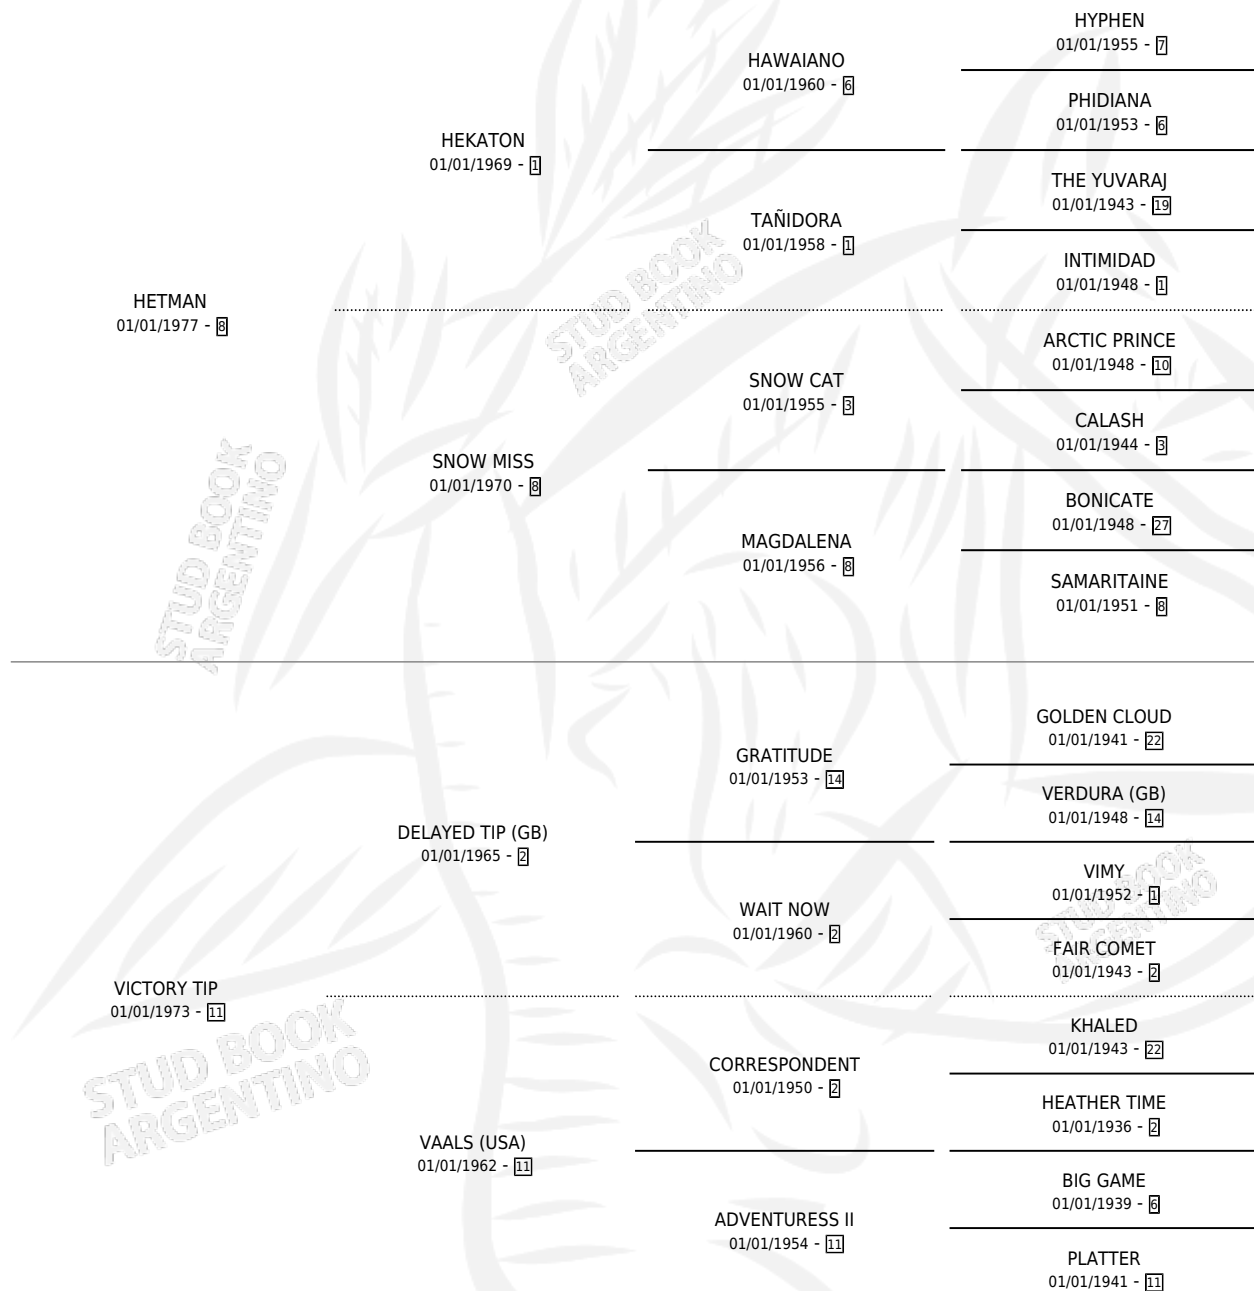 HYPHEN
01/01/1955 - 7
HAWAIANO
01/01/1960 - 6
PHIDIANA
01/01/1953 - 6
HEKATON
01/01/1969 - 1
THE YUVARAJ
01/01/1943 - 19
TAÑIDORA
01/01/1958 - 1
INTIMIDAD
01/01/1948 - 1
HETMAN
01/01/1977 - 8
ARCTIC PRINCE
01/01/1948 - 10
SNOW CAT
01/01/1955 - 3
CALASH
01/01/1944 - 3
SNOW MISS
01/01/1970 - 8
BONICATE
01/01/1948 - 27
MAGDALENA
01/01/1956 - 8
SAMARITAINE
01/01/1951 - 8
GOLDEN CLOUD
01/01/1941 - 22
GRATITUDE
01/01/1953 - 14
VERDURA (GB)
01/01/1948 - 14
DELAYED TIP (GB)
01/01/1965 - 2
VIMY
01/01/1952 - 1
WAIT NOW
01/01/1960 - 2
FAIR COMET
01/01/1943 - 2
VICTORY TIP
01/01/1973 - 11
KHALED
01/01/1943 - 22
CORRESPONDENT
01/01/1950 - 2
HEATHER TIME
01/01/1936 - 2
VAALS (USA)
01/01/1962 - 11
BIG GAME
01/01/1939 - 6
ADVENTURESS II
01/01/1954 - 11
PLATTER
01/01/1941 - 11
STUD BOOK
ARGENTINO
STUD BOOK
ARGENTINO
STUD BOOK
ARGENTINO
STUD BOOK
ARGENTINO